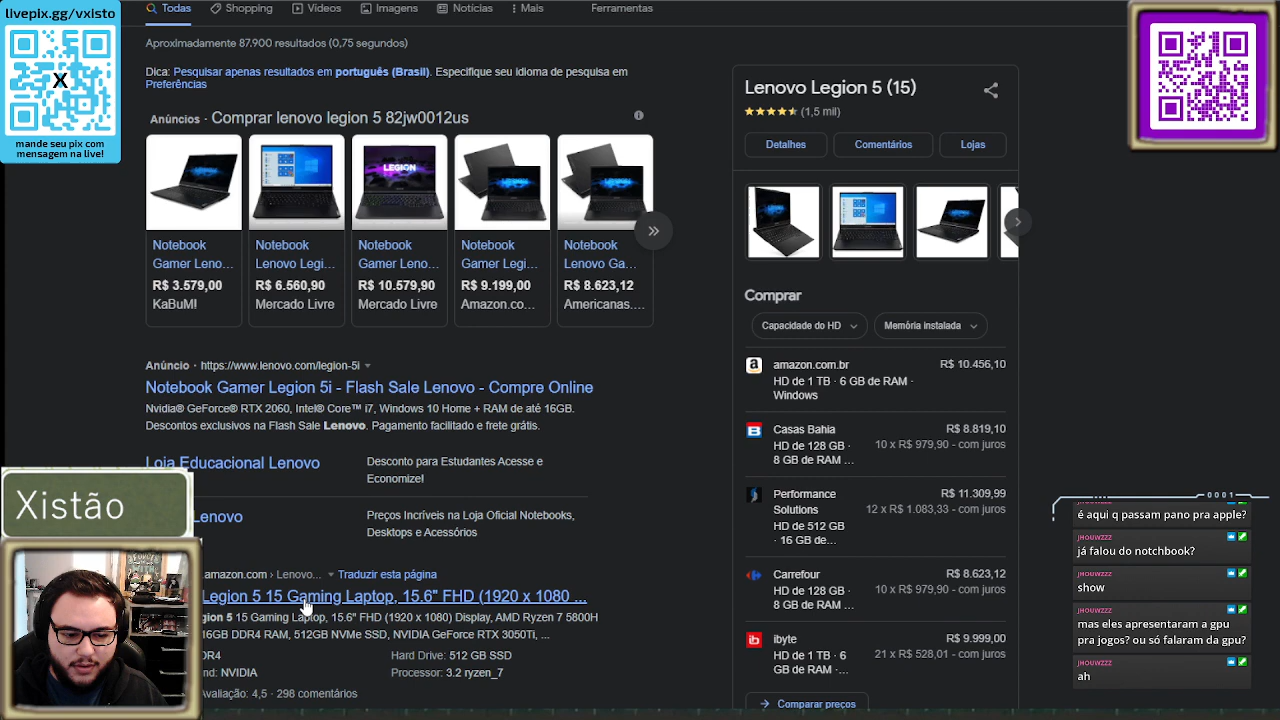 livepix.gg/vxisto
X
mande seu pix com
mensagem na live!
Todas
Shopping
Vídeos
Imagens
Notícias
Mais
Ferramentas
Aproximadamente 87.900 resultados (0,75 segundos)
Dica: Pesquisar apenas resultados em português (Brasil). Especifique seu idioma de pesquisa em
Preferências
Anúncios · Comprar lenovo legion 5 82jw0012us
LEGION
Notebook
Gamer Leno...
R$ 3.579,00
KaBuM!
Notebook
Lenovo Legi...
R$ 6.560,90
Mercado Livre
Notebook
Gamer Leno...
R$ 10.579,90
Mercado Livre
Notebook
Gamer Legi...
R$ 9.199,00
Amazon.co...
Notebook
Lenovo Ga...
R$ 8.623,12
Americanas....
Anúncio · https://www.lenovo.com/legion-5i
Notebook Gamer Legion 5i - Flash Sale Lenovo - Compre Online
Nvidia® GeForce® RTX 2060, Intel® Core™ i7, Windows 10 Home + RAM de até 16GB.
Descontos exclusivos na Flash Sale Lenovo. Pagamento facilitado e frete grátis.
Loja Educacional Lenovo
Desconto para Estudantes Acesse e
Economize!
Lenovo
Preços Incríveis na Loja Oficial Notebooks,
Desktops e Acessórios
.amazon.com › Lenovo...
Traduzir esta página
Legion 5 15 Gaming Laptop, 15.6" FHD (1920 x 1080 ...
gion 5 15 Gaming Laptop, 15.6" FHD (1920 x 1080) Display, AMD Ryzen 7 5800H
16GB DDR4 RAM, 512GB NVMe SSD, NVIDIA GeForce RTX 3050Ti, ...
DR4
Hard Drive: 512 GB SSD
nd: NVIDIA
Processor: 3.2 ryzen_7
Avaliação: 4,5 · 298 comentários
Lenovo Legion 5 (15)
(1,5 mil)
Detalhes
Comentários
Lojas
Comprar
Capacidade do HD
Memória instalada
amazon.com.br
R$ 10.456,10
HD de 1 TB · 6 GB de RAM ·
Windows
Casas Bahia
R$ 8.819,10
HD de 128 GB ·
10 x R$ 979,90 - com juros
8 GB de RAM ...
Performance
Solutions
R$ 11.309,99
12 x R$ 1.083,33 - com juros
HD de 512 GB
· 16 GB de...
Carrefour
R$ 8.623,12
HD de 128 GB ·
10 x R$ 979,90 - com juros
8 GB de RAM ...
ibyte
R$ 9.999,00
HD de 1 TB · 6
21 x R$ 528,01 - com juros
GB de RAM · ...
Comparar preços
Xistão
0001
é aqui q passam pano pra apple?
jHOUWZZZ
já falou do notchbook?
jHOUWZZZ
show
jHOUWZZZ
mas eles apresentaram a gpu
pra jogos? ou só falaram da gpu?
jHOUWZZZ
ah